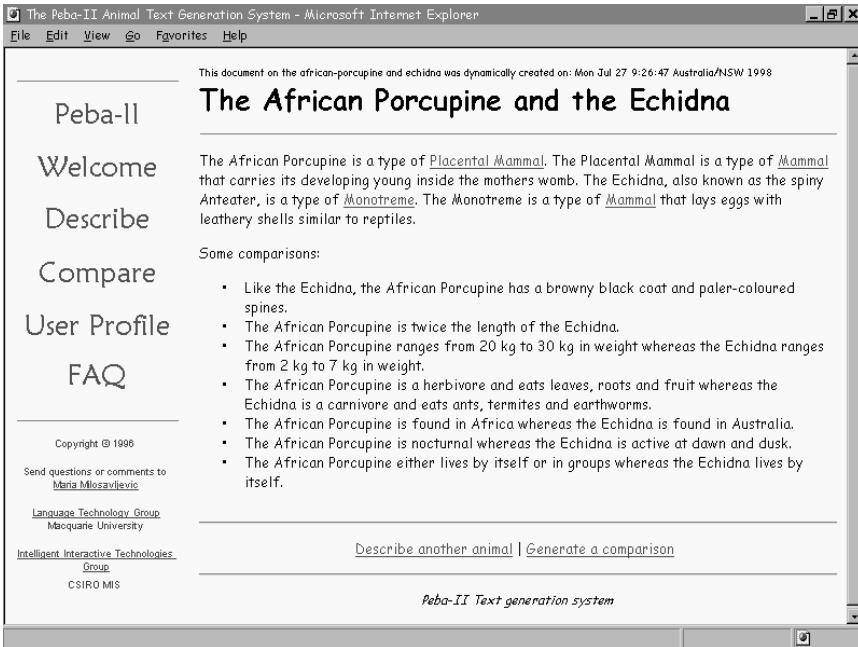 The Peba-II Animal Text Generation System - Microsoft Internet Explorer
File Edit View Go Favorites Help
Peba-II
Welcome
Describe
Compare
User Profile
FAQ
Copyright © 1996
Send questions or comments to
Maria Milosavljevic
Language Technology Group
Macquarie University
Intelligent Interactive Technologies
Group
CSIRO MIS
This document on the african-porcupine and echidna was dynamically created on: Mon Jul 27 9:26:47 Australia/NSW 1998
The African Porcupine and the Echidna
The African Porcupine is a type of Placental Mammal. The Placental Mammal is a type of Mammal
that carries its developing young inside the mothers womb. The Echidna, also known as the spiny
Anteater, is a type of Monotreme. The Monotreme is a type of Mammal that lays eggs with
leathery shells similar to reptiles.
Some comparisons:
• Like the Echidna, the African Porcupine has a browny black coat and paler-coloured
spines.
• The African Porcupine is twice the length of the Echidna.
• The African Porcupine ranges from 20 kg to 30 kg in weight whereas the Echidna ranges
from 2 kg to 7 kg in weight.
• The African Porcupine is a herbivore and eats leaves, roots and fruit whereas the
Echidna is a carnivore and eats ants, termites and earthworms.
• The African Porcupine is found in Africa whereas the Echidna is found in Australia.
• The African Porcupine is nocturnal whereas the Echidna is active at dawn and dusk.
• The African Porcupine either lives by itself or in groups whereas the Echidna lives by
itself.
Describe another animal | Generate a comparison
Peba-II Text generation system